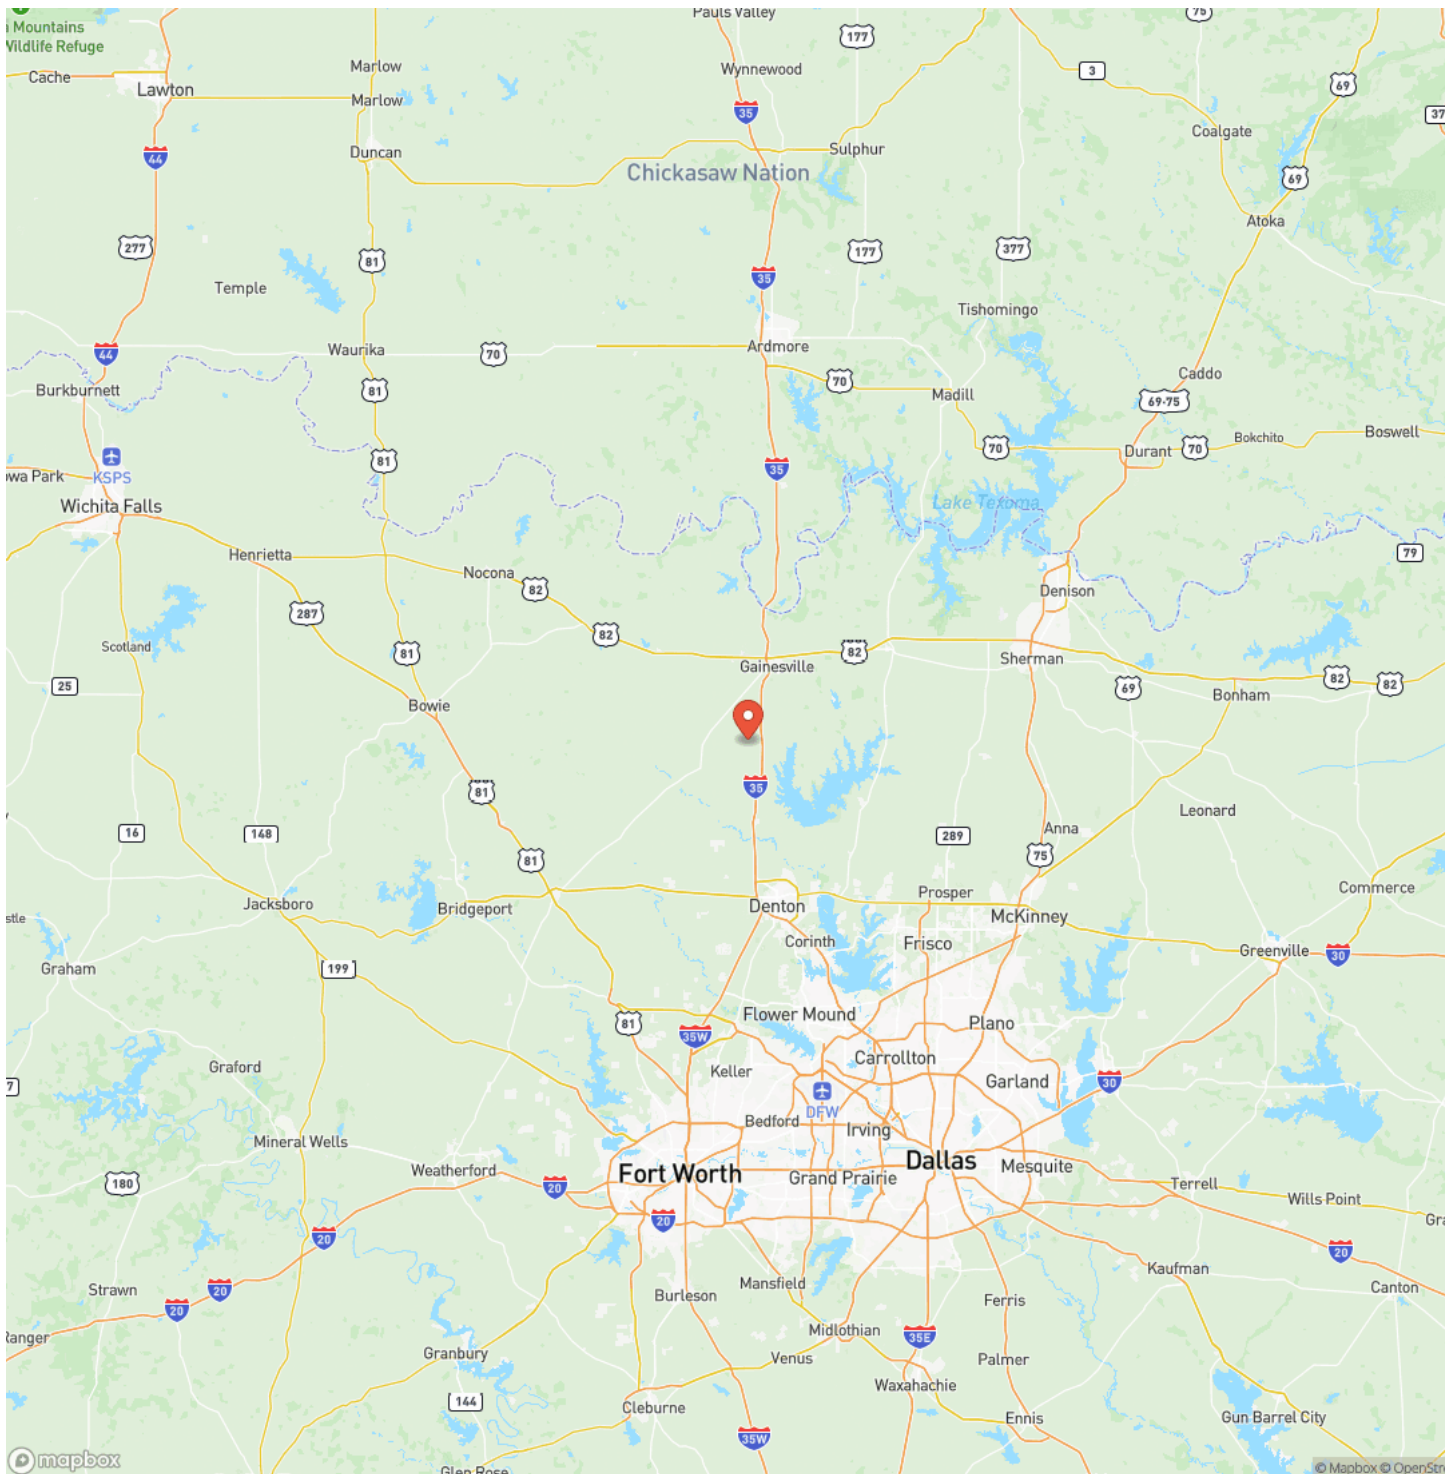 Pauls Valley
75
n Mountains
Wildlife Refuge
177
Marlow
Wynnewood
3
Cache
69
Lawton
Marlow
35
37
Coalgate
Duncan
Sulphur
44
Chickasaw Nation
69
Atoka
277
177
377
81
35
Temple
Tishomingo
Ardmore
Waurika
70
44
Caddo
Burkburnett
81
70
Madill
69-75
Boswell
Bokchito
70
70
Durant
81
35
KSPS
owa Park
Lake Texoma
Wichita Falls
79
Henrietta
Nocona
82
Denison
287
82
Scotland
81
82
Sherman
Gainesville
82
82
25
69
Bonham
Bowie
35
81
Leonard
16
148
289
Anna
81
75
Prosper
Commerce
Jacksboro
Bridgeport
Denton
McKinney
stle
Corinth
Frisco
Greenville
30
Graham
199
Flower Mound
81
Plano
35W
Carrollton
Graford
Keller
Garland
30
7
DFW
Bedford
Irving
Mineral Wells
Dallas
Weatherford
Fort Worth
Mesquite
180
20
Grand Prairie
Terrell
Wills Point
20
Gra
20
20
Kaufman
Strawn
20
Mansfield
Canton
20
Burleson
Ferris
Ranger
Midlothian
35E
Granbury
Venus
Palmer
Waxahachie
144
Cleburne
Ennis
Gun Barrel City
35W
mapbox
Glen Rose
© Mapbox © OpenStre